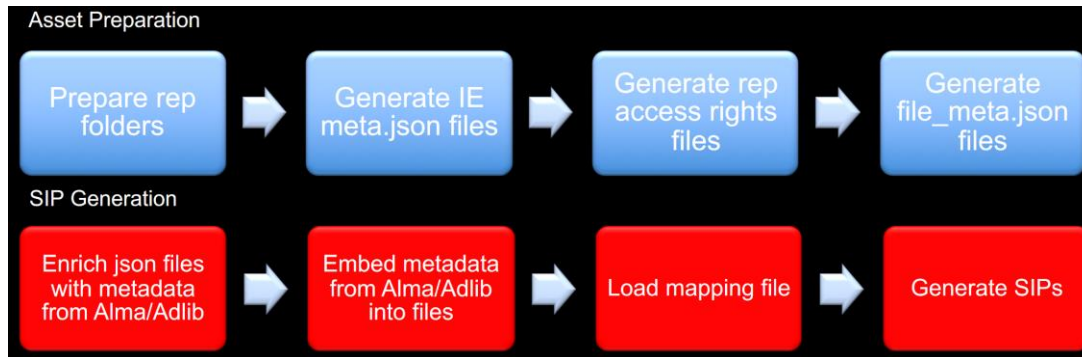 Asset Preparation
Prepare rep
folders
Generate IE
meta.json files
Generate rep
access rights
files
Generate
file_meta.json
files
SIP Generation
Enrich json files
with metadata
from Alma/Adlib
Embed metadata
from Alma/Adlib
into files
Load mapping file
Generate SIPs